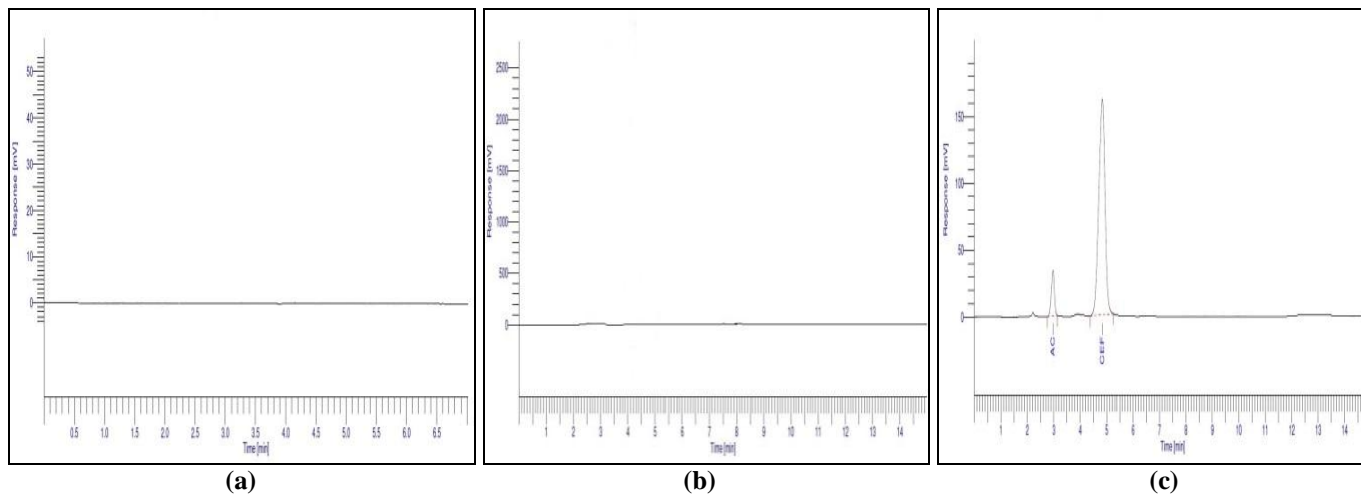 Response [mV]
50
40
30
20
10
0
0.5 1.0 1.5 2.0 2.5 3.0 3.5 4.0 4.5 5.0 5.5 6.0 6.5
Time [min]
(a)
Response [mV]
2500
2000
1500
1000
500
0
1 2 3 4 5 6 7 8 9 10 11 12 13 14
Time [min]
(b)
Response [mV]
150
100
50
0
AC
CEF
1 2 3 4 5 6 7 8 9 10 11 12 13 14
Time [min]
(c)